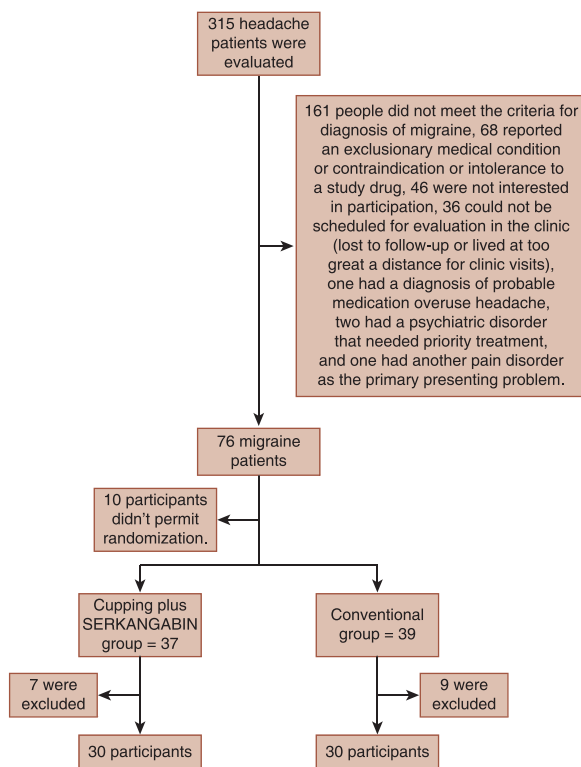 315 headache
patients were
evaluated
161 people did not meet the criteria for
diagnosis of migraine, 68 reported
an exclusionary medical condition
or contraindication or intolerance to
a study drug, 46 were not interested
in participation, 36 could not be
scheduled for evaluation in the clinic
(lost to follow-up or lived at too
great a distance for clinic visits),
one had a diagnosis of probable
medication overuse headache,
two had a psychiatric disorder
that needed priority treatment,
and one had another pain disorder
as the primary presenting problem.
76 migraine
patients
10 participants
didn't permit
randomization.
Cupping plus
SERKANGABIN
group = 37
Conventional
group = 39
7 were
excluded
9 were
excluded
30 participants
30 participants